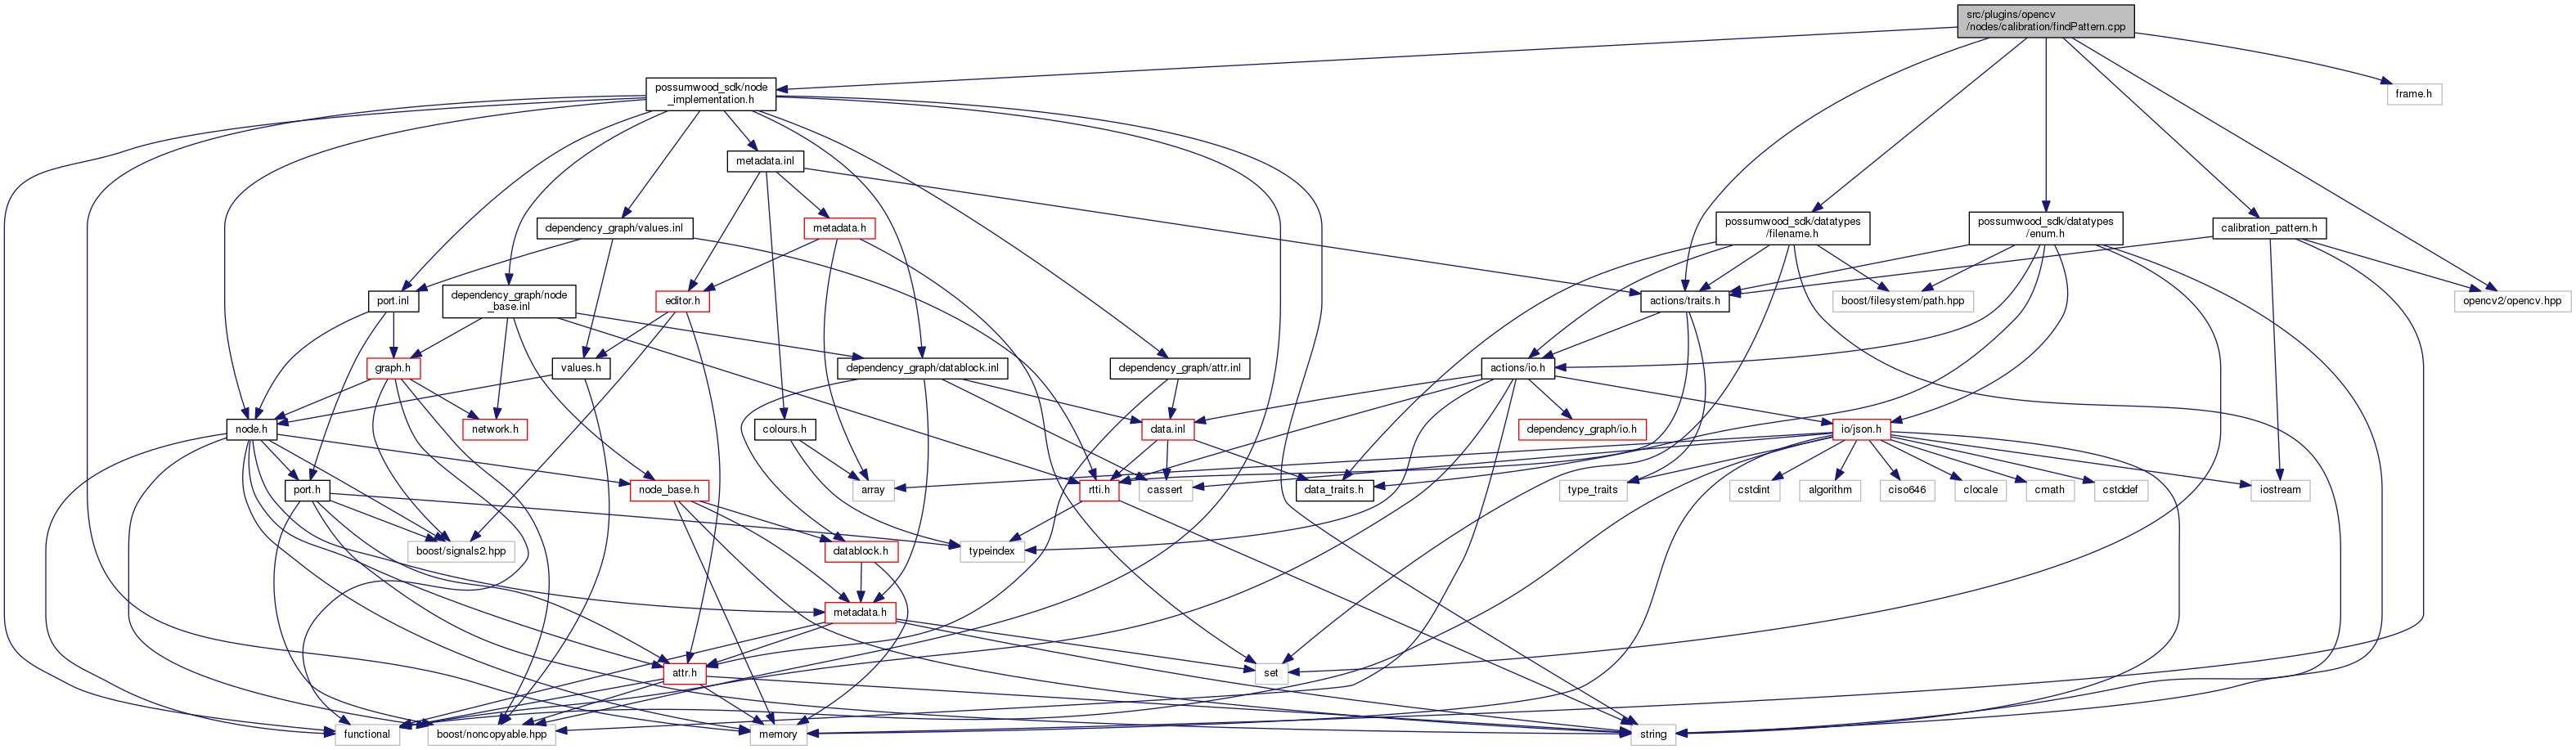 src/plugins/opencv
/nodes/calibration/findPattern.cpp
possumwood_sdk/node
_implementation.h
frame.h
metadata.inl
dependency_graph/values.inl
metadata.h
possumwood_sdk/datatypes
/filename.h
possumwood_sdk/datatypes
/enum.h
calibration_pattern.h
port.inl
dependency_graph/node
_base.inl
editor.h
actions/traits.h
boost/filesystem/path.hpp
opencv2/opencv.hpp
graph.h
values.h
dependency_graph/datablock.inl
dependency_graph/attr.inl
actions/io.h
node.h
network.h
colours.h
data.inl
dependency_graph/io.h
io/json.h
port.h
node_base.h
array
rtti.h
cassert
data_traits.h
type_traits
cstdint
algorithm
ciso646
clocale
cmath
cstddef
iostream
boost/signals2.hpp
datablock.h
typeindex
metadata.h
attr.h
set
functional
boost/noncopyable.hpp
memory
string